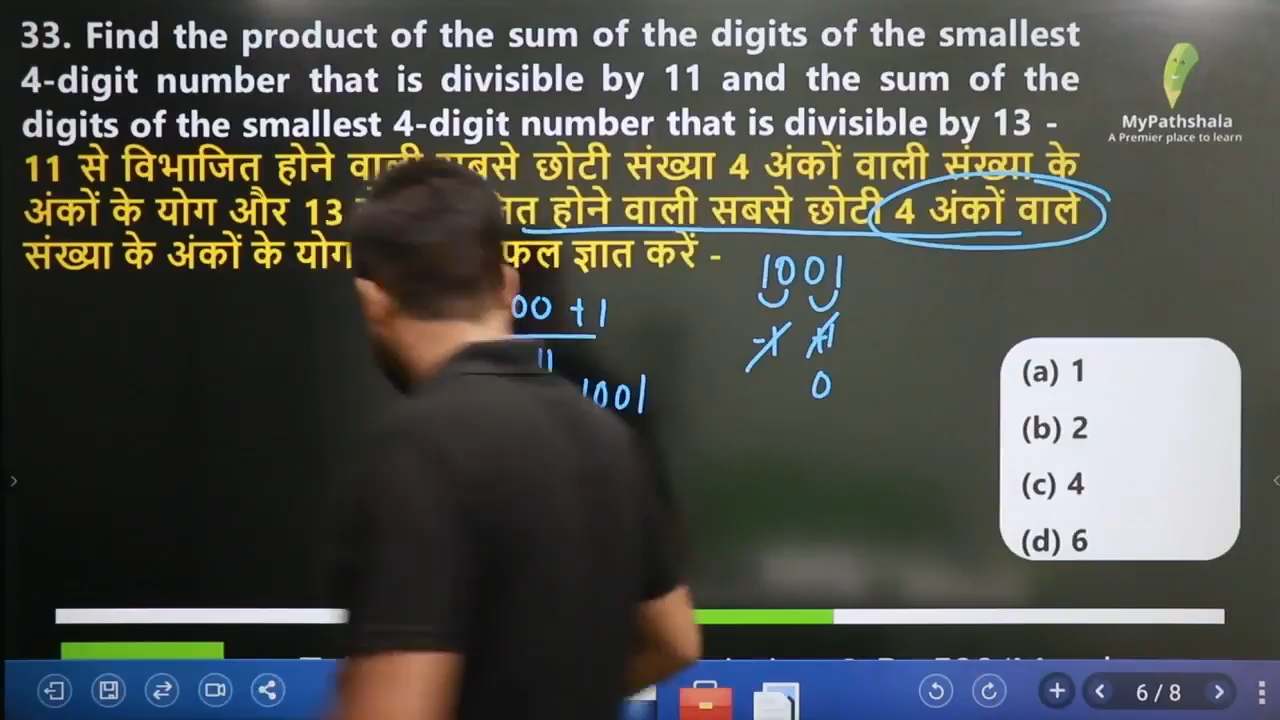 33. Find the product of the sum of the digits of the smallest
4-digit number that is divisible by 11 and the sum of the
digits of the smallest 4-digit number that is divisible by 13 -
MyPathshala
A Premier place to learn
11 से विभाजित होने सबसे छोटी संख्या 4 अंकों वाली संख्या के
अंकों के योग और 13 होने वाली सबसे छोटी 4 अंकों वाले
संख्या के अंकों के योग ज्ञात करें -
1001
00 + 1
11
1001
-1 +1
0
(a) 1
(b) 2
(c) 4
(d) 6
6 / 8